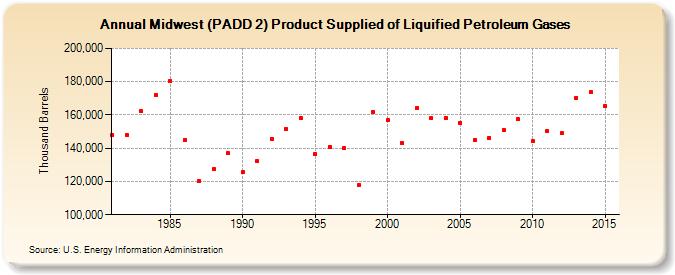 Annual Midwest (PADD 2) Product Supplied of Liquified Petroleum Gases
Thousand Barrels
200,000
180,000
160,000
140,000
120,000
100,000
1985 1990 1995 2000 2005 2010 2015
Source: U.S. Energy Information Administration